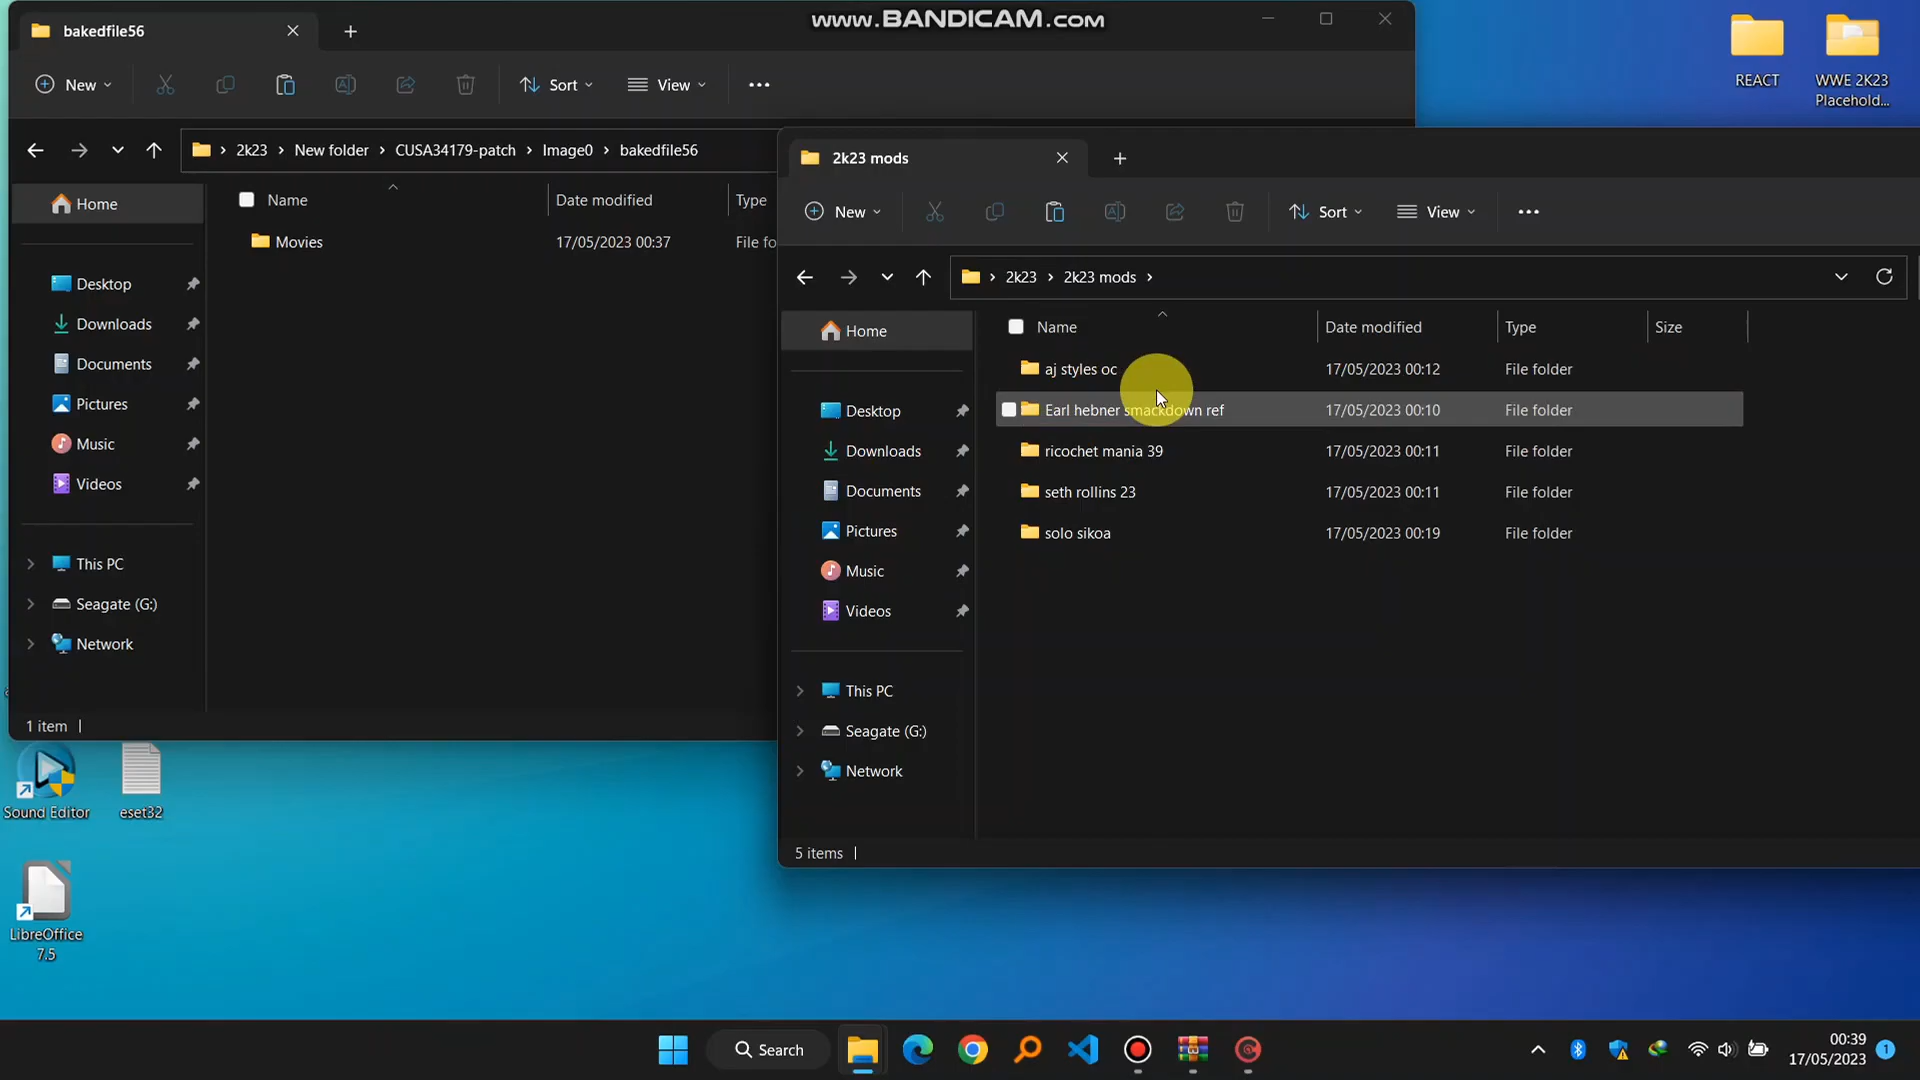 www.BANDICAM.com
bakedfile56
New
Sort
View
2k23
New folder
CUSA34179-patch
Image0
bakedfile56
Name
Date modified
Type
Movies
17/05/2023 00:37
File fo
Home
Desktop
Downloads
Documents
Pictures
Music
Videos
This PC
Seagate (G:)
Network
1 item
REACT
WWE 2K23
Placehold...
2k23 mods
New
Sort
View
2k23
2k23 mods
Name
Date modified
Type
Size
aj styles oc
17/05/2023 00:12
File folder
Earl hebner smackdown ref
17/05/2023 00:10
File folder
ricochet mania 39
17/05/2023 00:11
File folder
seth rollins 23
17/05/2023 00:11
File folder
solo sikoa
17/05/2023 00:19
File folder
Home
Desktop
Downloads
Documents
Pictures
Music
Videos
This PC
Seagate (G:)
Network
5 items
Sound Editor
eset32
LibreOffice
7.5
Search
00:39
17/05/2023
1